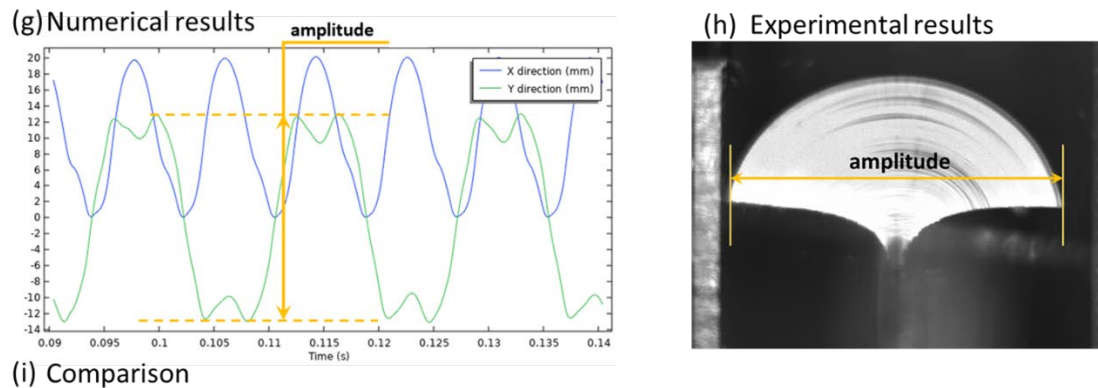 (g) Numerical results
amplitude
20
18
16
14
12
10
8
6
4
2
0
-2
-4
-6
-8
-10
-12
-14
X direction (mm)
Y direction (mm)
0.09 0.095 0.1 0.105 0.11 0.115 0.12 0.125 0.13 0.135 0.14
Time (s)
(h) Experimental results
amplitude
(i) Comparison